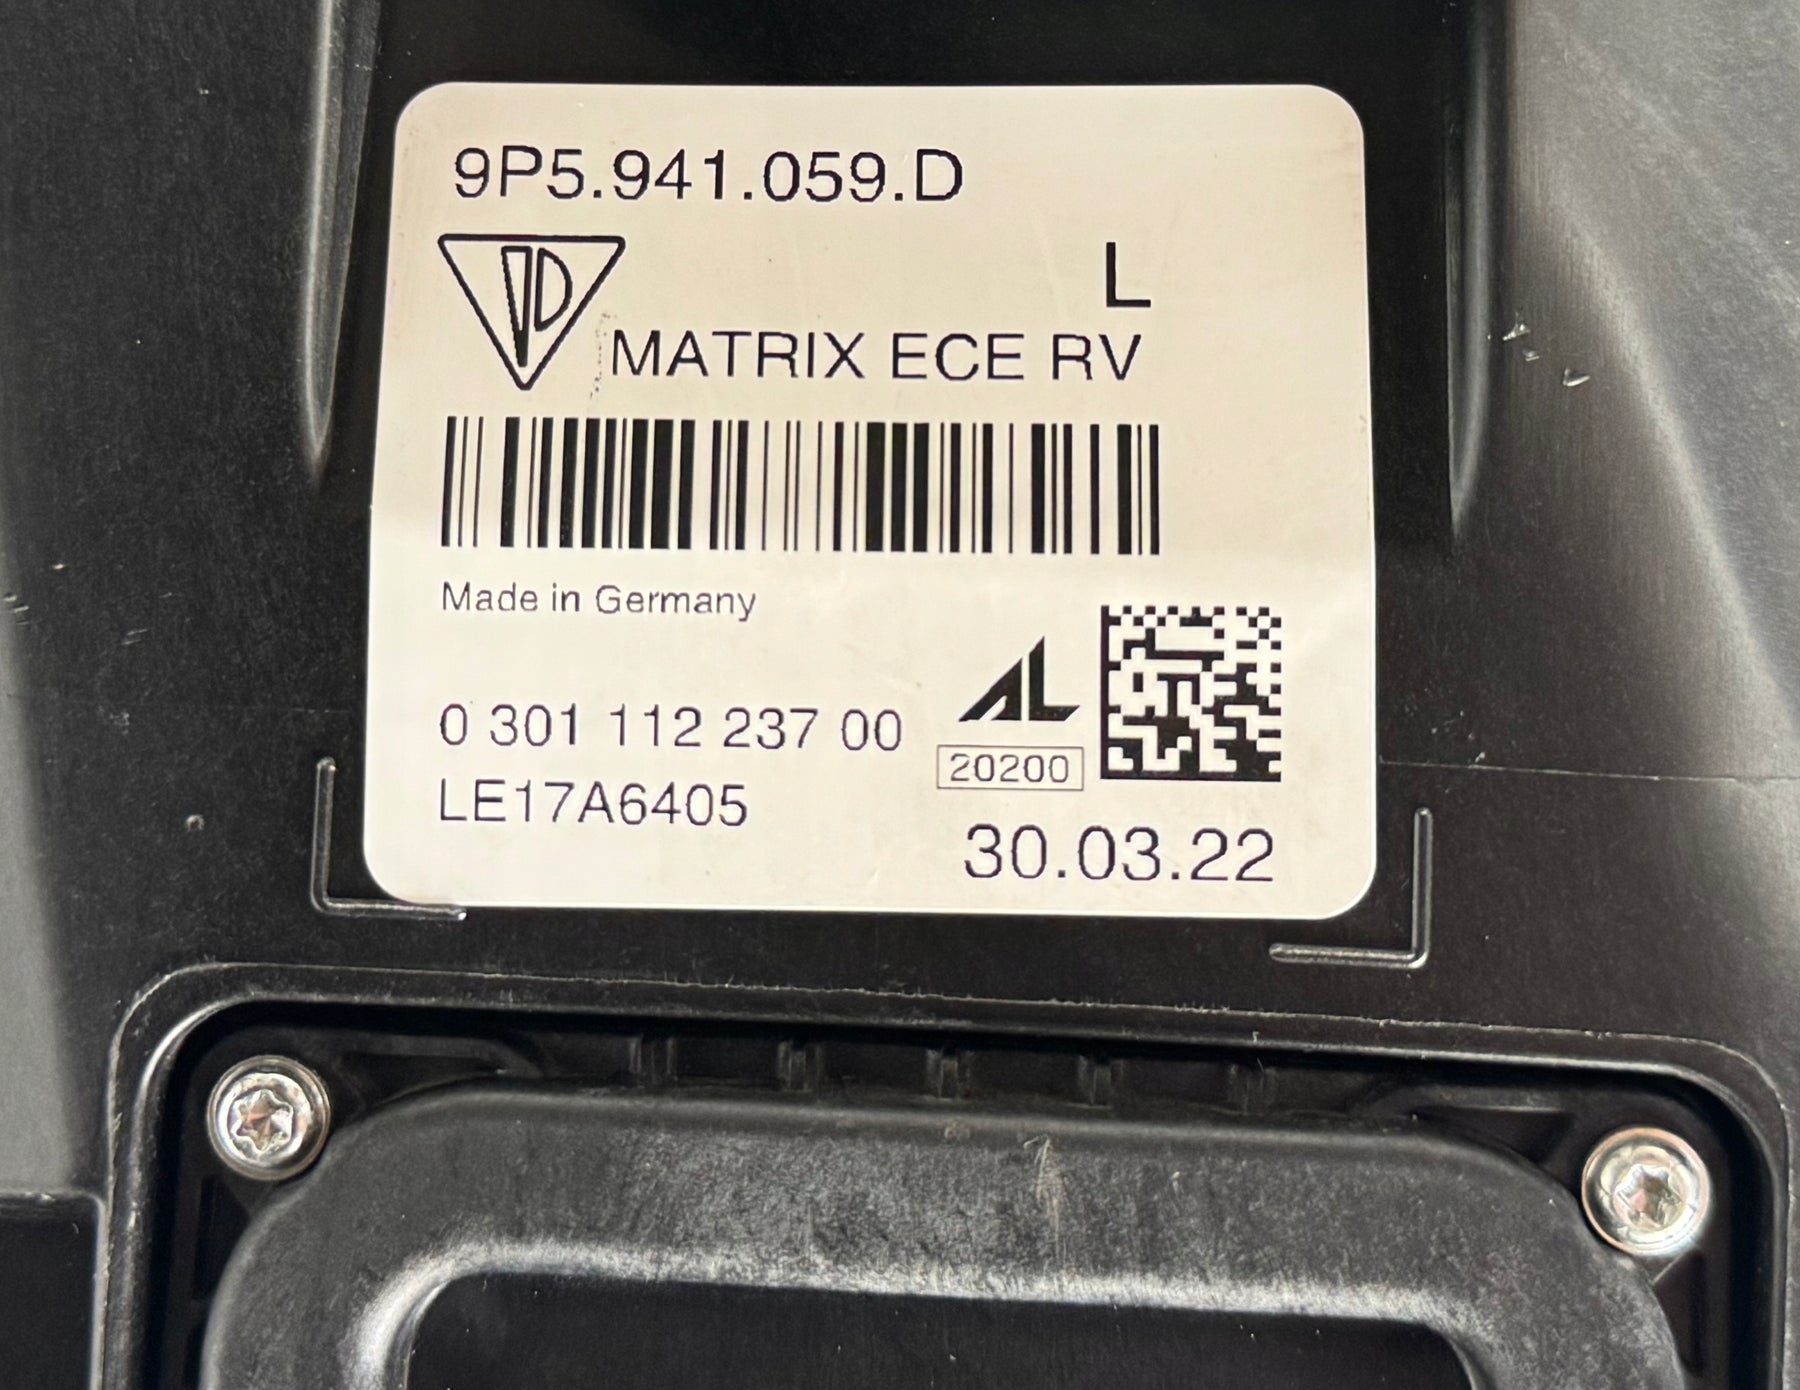 9P5.941.059.D
L
MATRIX ECE RV
Made in Germany
0 301 112 237 00
AL
20200
LE17A6405
30.03.22